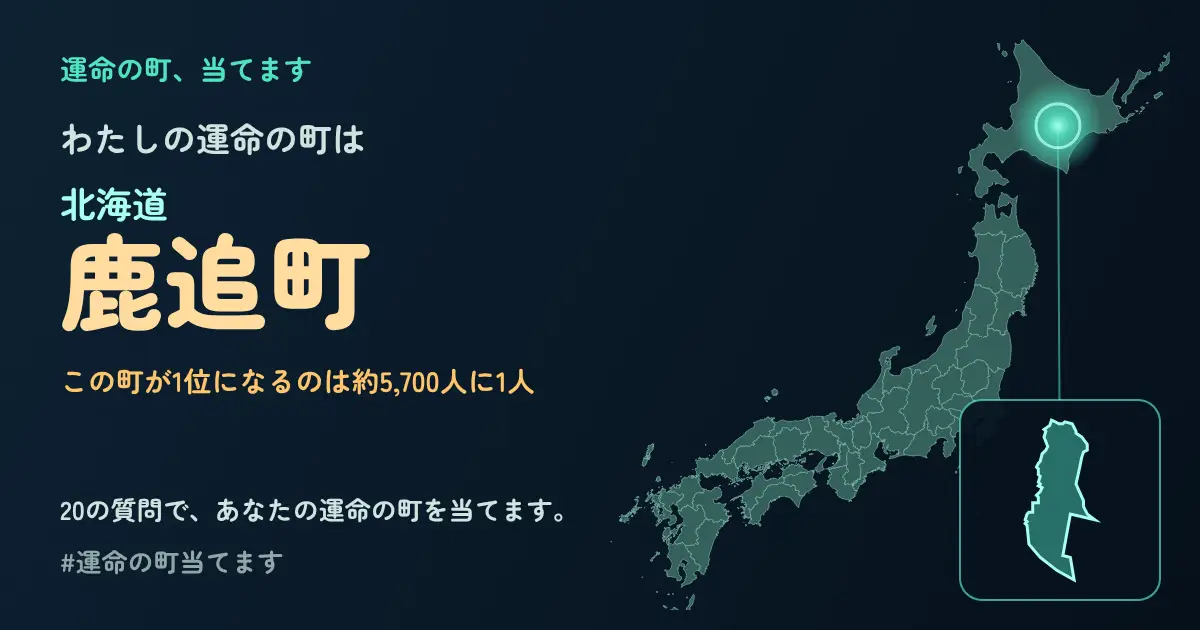 運命の町、当てます
わたしの運命の町は
北海道
鹿追町
この町が1位になるのは約5,700人に1人
20の質問で、あなたの運命の町を当てます。
#運命の町当てます